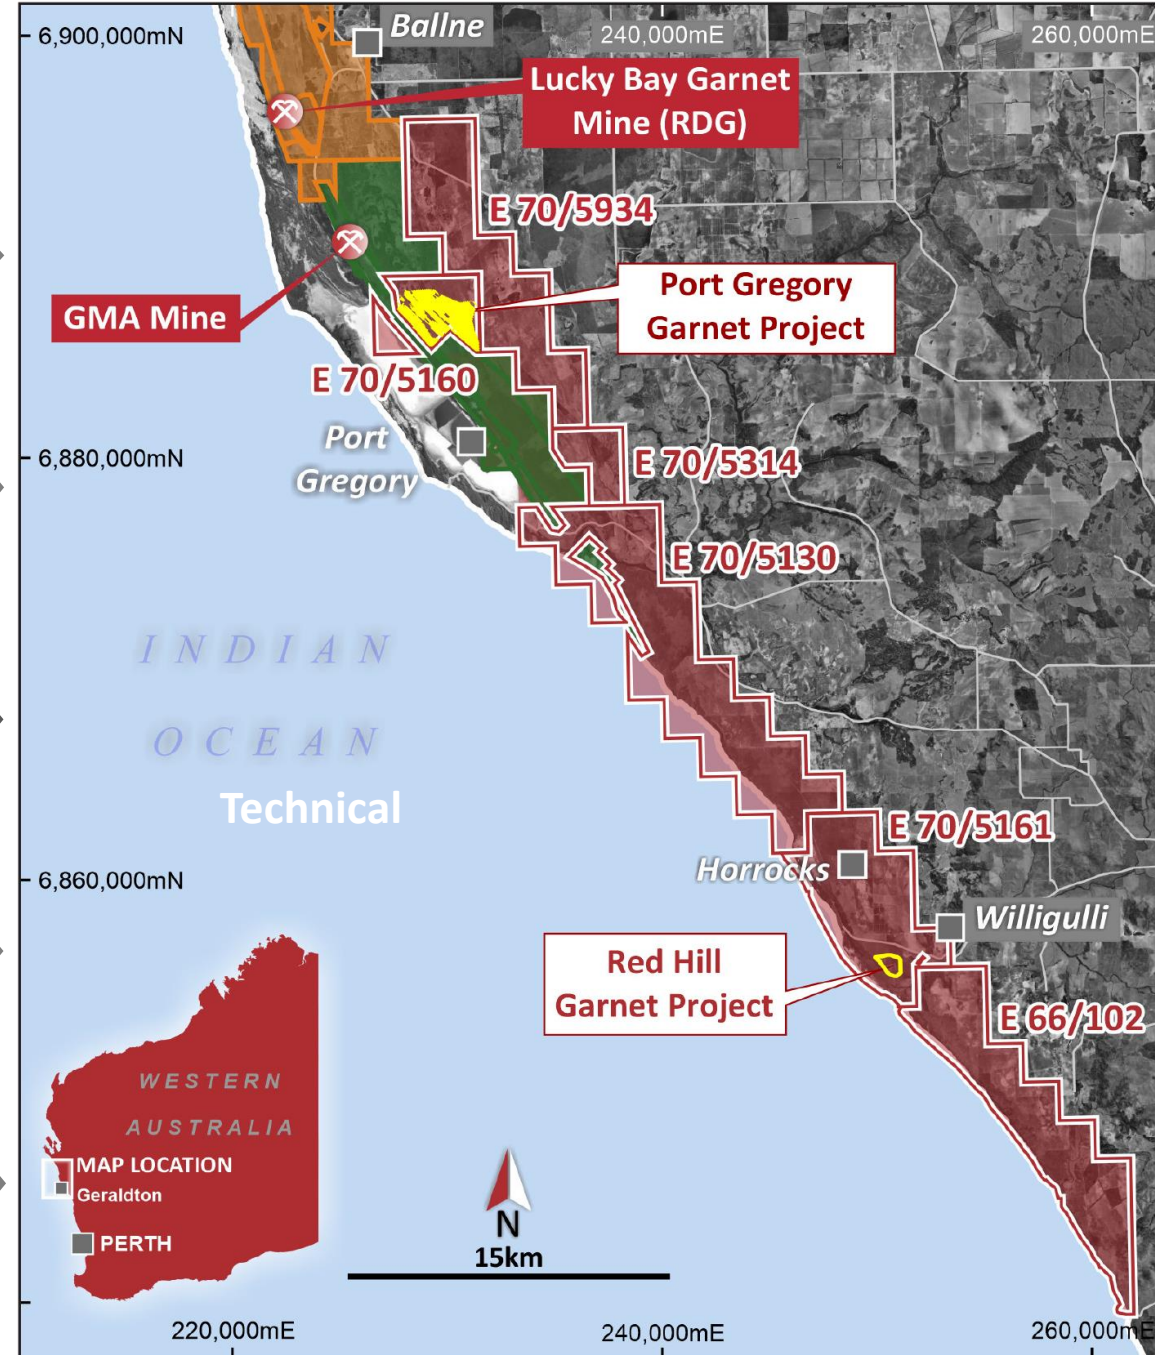 6,900,000mN
Ballne
240,000mE
260,000mE
Lucky Bay Garnet
Mine (RDG)
E 70/5934
GMA Mine
Port Gregory
Garnet Project
E 70/5160
Port
Gregory
6,880,000mN
E 70/5314
E 70/5130
INDIAN
OCEAN
Technical
E 70/5161
Horrocks
6,860,000mN
Willigulli
Red Hill
Garnet Project
E 66/102
WESTERN
AUSTRALIA
MAP LOCATION
Geraldton
PERTH
N
15km
220,000mE
240,000mE
260,000mE